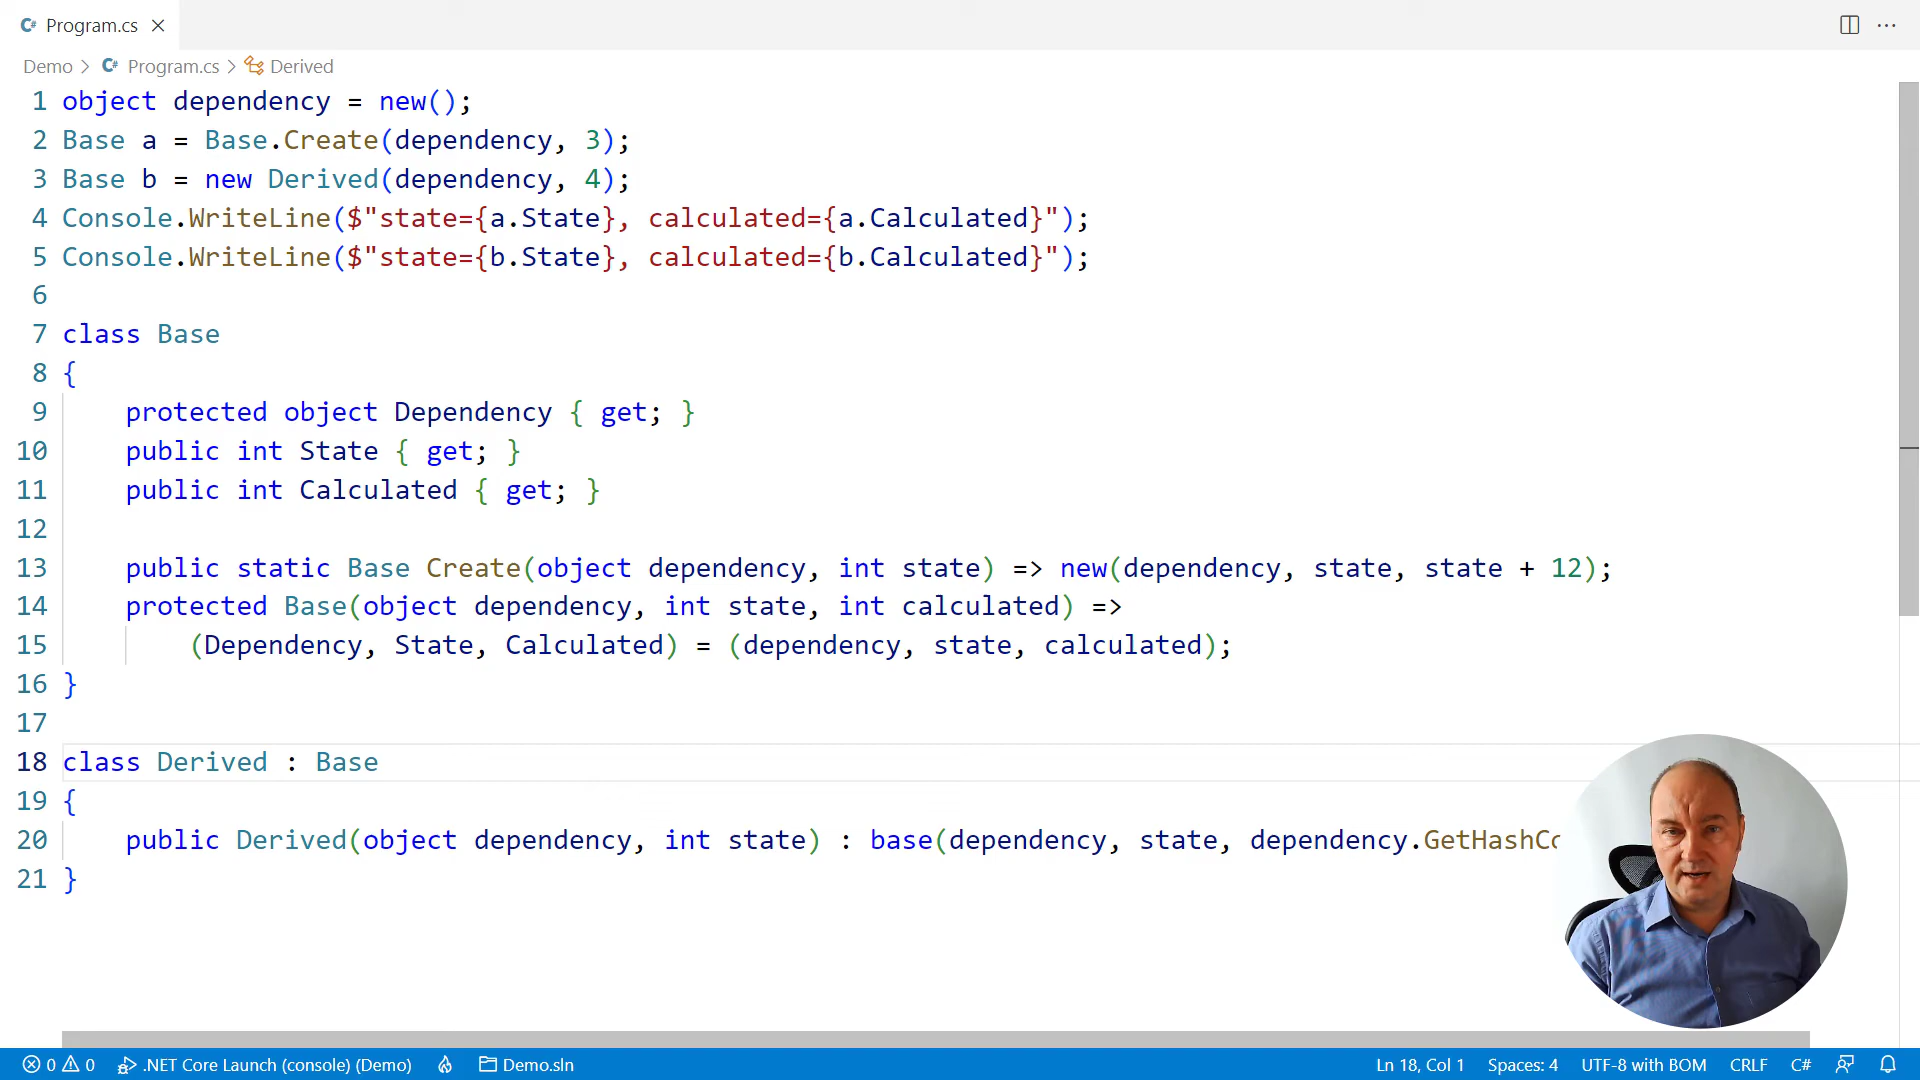 C# Program.cs
Demo > C# Program.cs > Derived
1 object dependency = new();
2 Base a = Base.Create(dependency, 3);
3 Base b = new Derived(dependency, 4);
4 Console.WriteLine($"state={a.State}, calculated={a.Calculated}");
5 Console.WriteLine($"state={b.State}, calculated={b.Calculated}");
6
7 class Base
8 {
9 protected object Dependency { get; }
10 public int State { get; }
11 public int Calculated { get; }
12
13 public static Base Create(object dependency, int state) => new(dependency, state, state + 12);
14 protected Base(object dependency, int state, int calculated) =>
15 (Dependency, State, Calculated) = (dependency, state, calculated);
16 }
17
18 class Derived : Base
19 {
20 public Derived(object dependency, int state) : base(dependency, state, dependency.GetHashCo
21 }
0 0 .NET Core Launch (console) (Demo) Demo.sln Ln 18, Col 1 Spaces: 4 UTF-8 with BOM CRLF C#